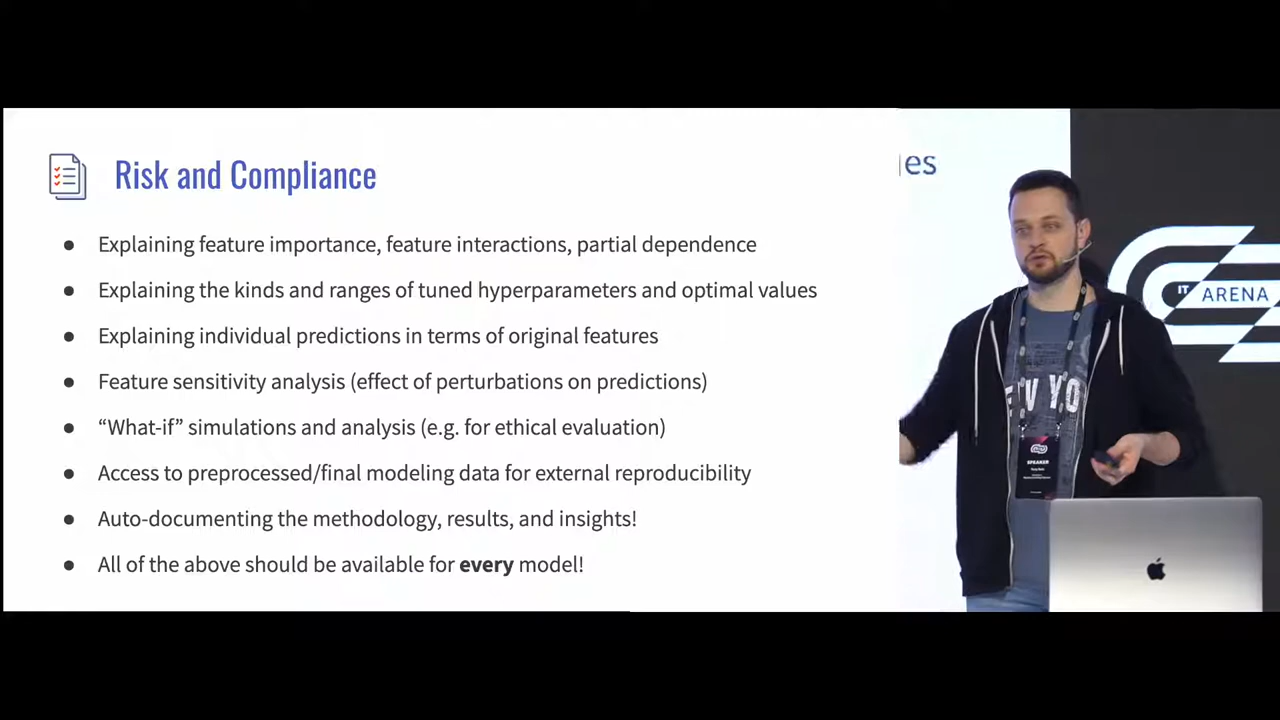 Risk and Compliance
● Explaining feature importance, feature interactions, partial dependence
● Explaining the kinds and ranges of tuned hyperparameters and optimal values
● Explaining individual predictions in terms of original features
● Feature sensitivity analysis (effect of perturbations on predictions)
● “What-if” simulations and analysis (e.g. for ethical evaluation)
● Access to preprocessed/final modeling data for external reproducibility
● Auto-documenting the methodology, results, and insights!
● All of the above should be available for every model!
es
IT ARENA
YO
SPEAKER